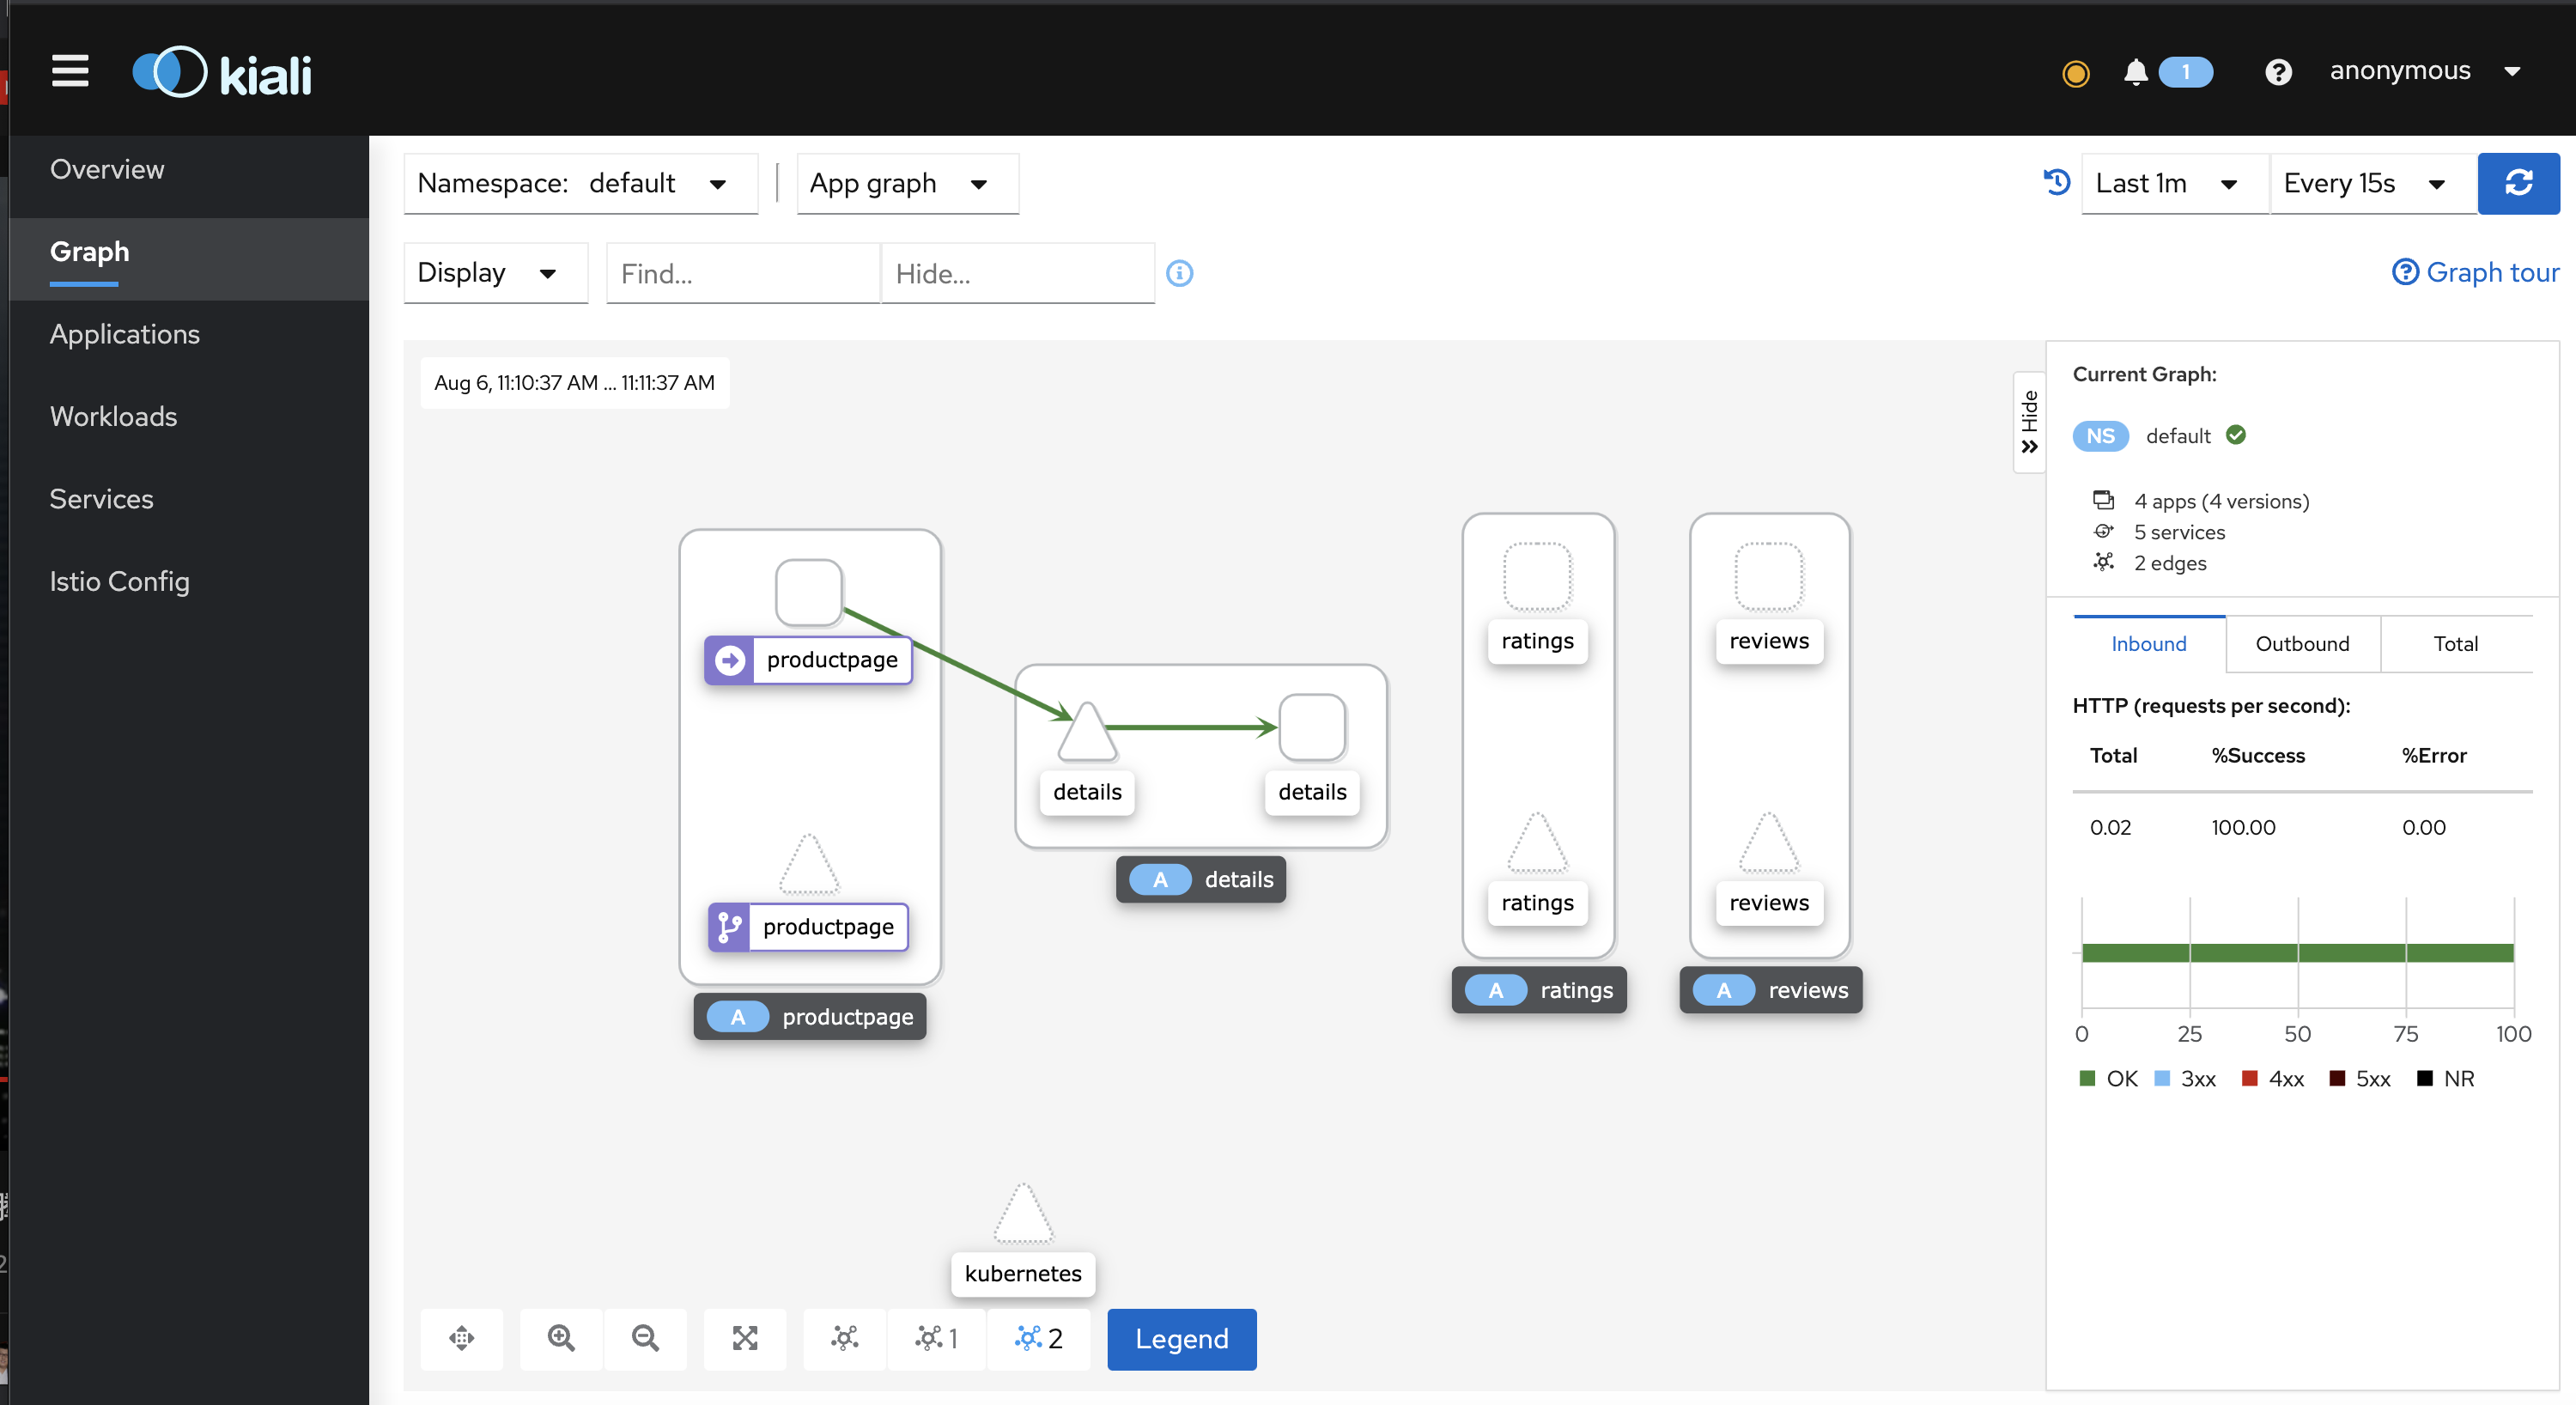 kiali
1
anonymous
Overview
Graph
Applications
Workloads
Services
Istio Config
Namespace: default
App graph
Last 1m
Every 15s
Display
Find...
Hide...
Graph tour
Aug 6, 11:10:37 AM ... 11:11:37 AM
Hide
productpage
productpage
A productpage
details
details
A details
ratings
ratings
A ratings
reviews
reviews
A reviews
kubernetes
1
2
Legend
Current Graph:
NS default
4 apps (4 versions)
5 services
2 edges
Inbound Outbound Total
HTTP (requests per second):
Total %Success %Error
0.02 100.00 0.00
0 25 50 75 100
OK 3xx 4xx 5xx NR